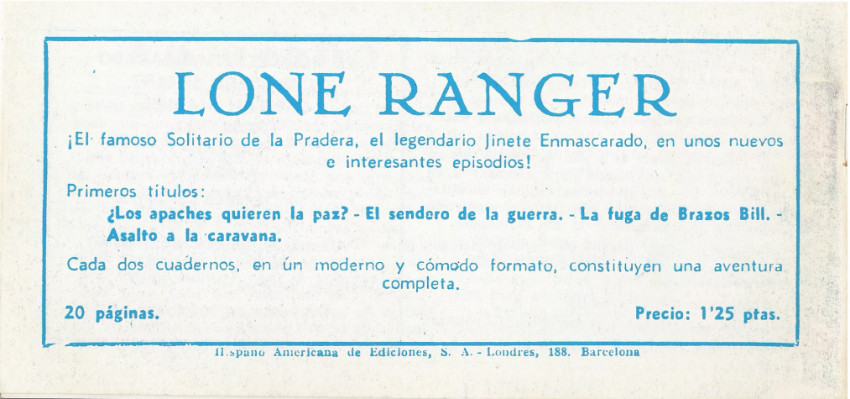 LONE RANGER
¡El famoso Solitario de la Pradera, el legendario Jinete Enmascarado, en unos nuevos
e interesantes episodios!
Primeros títulos:
¿Los apaches quieren la paz? - El sendero de la guerra. - La fuga de Brazos Bill. -
Asalto a la caravana.
Cada dos cuadernos, en un moderno y cómodo formato, constituyen una aventura
completa.
20 páginas. Precio: 1'25 ptas.
Hispano Americana de Ediciones, S. A. - Londres, 188. Barcelona